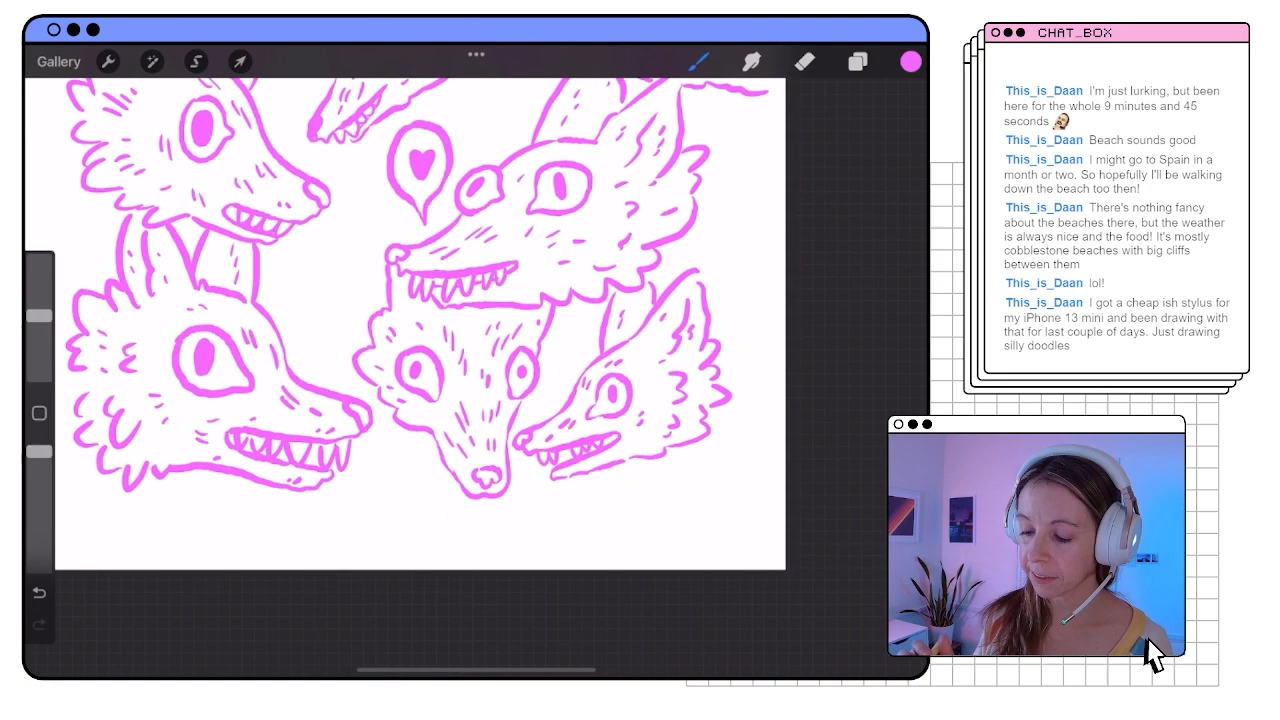 Gallery
CHAT_BOX
This_is_Daan I'm just lurking, but been
here for the whole 9 minutes and 45
seconds
This_is_Daan Beach sounds good
This_is_Daan I might go to Spain in a
month or two. So hopefully I'll be walking
down the beach too then!
This_is_Daan There's nothing fancy
about the beaches there, but the weather
is always nice and the food! It's mostly
cobblestone beaches with big cliffs
between them
This_is_Daan lol!
This_is_Daan I got a cheap ish stylus for
my iPhone 13 mini and been drawing with
that for last couple of days. Just drawing
silly doodles